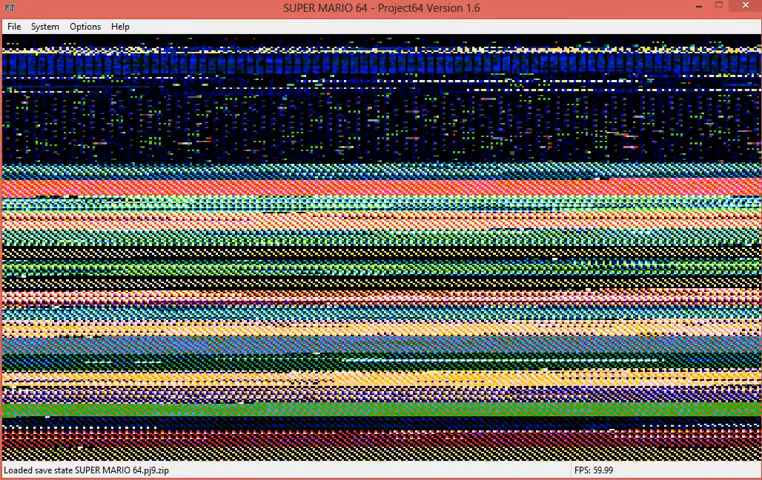 SUPER MARIO 64 - Project64 Version 1.6
File System Options Help
Loaded save state SUPER MARIO 64.pj9.zip
FPS: 59.99